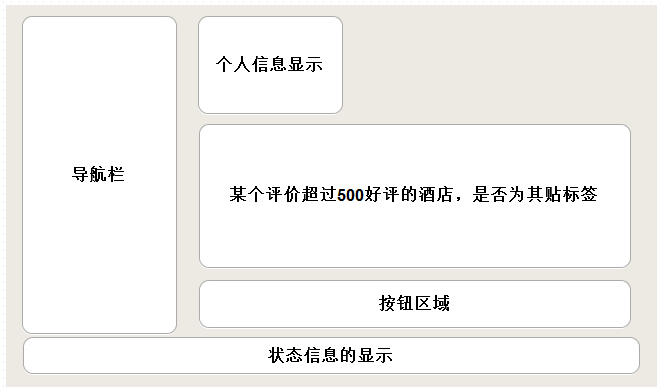 个人信息显示
导航栏
某个评价超过500好评的酒店，是否为其贴标签
按钮区域
状态信息的显示